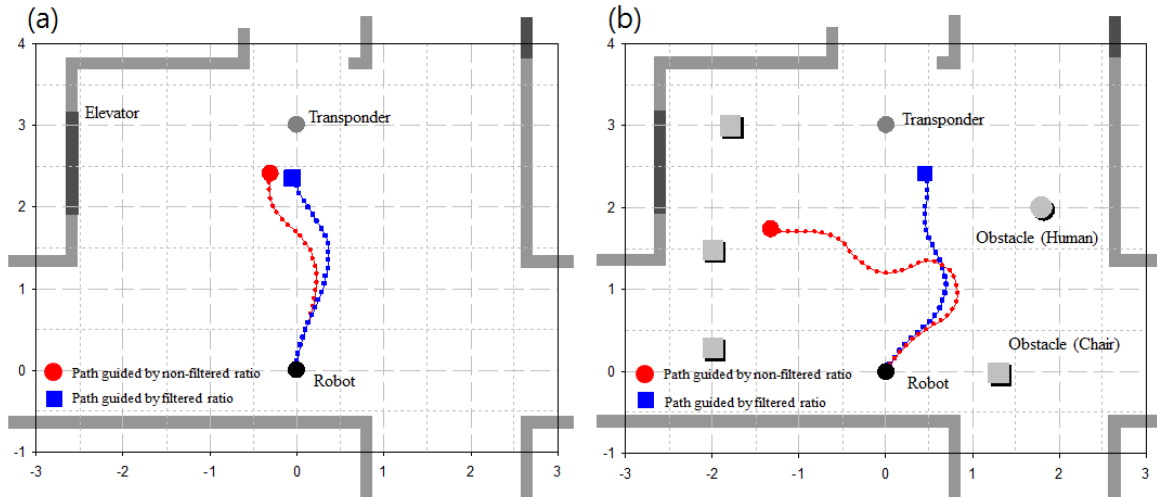 (a)
4
3
2
1
0
-1
-3
-2
-1
0
1
2
3
Elevator
Transponder
Robot
Path guided by non-filtered ratio
Path guided by filtered ratio
(b)
4
3
2
1
0
-1
-3
-2
-1
0
1
2
3
Transponder
Obstacle (Human)
Obstacle (Chair)
Robot
Path guided by non-filtered ratio
Path guided by filtered ratio